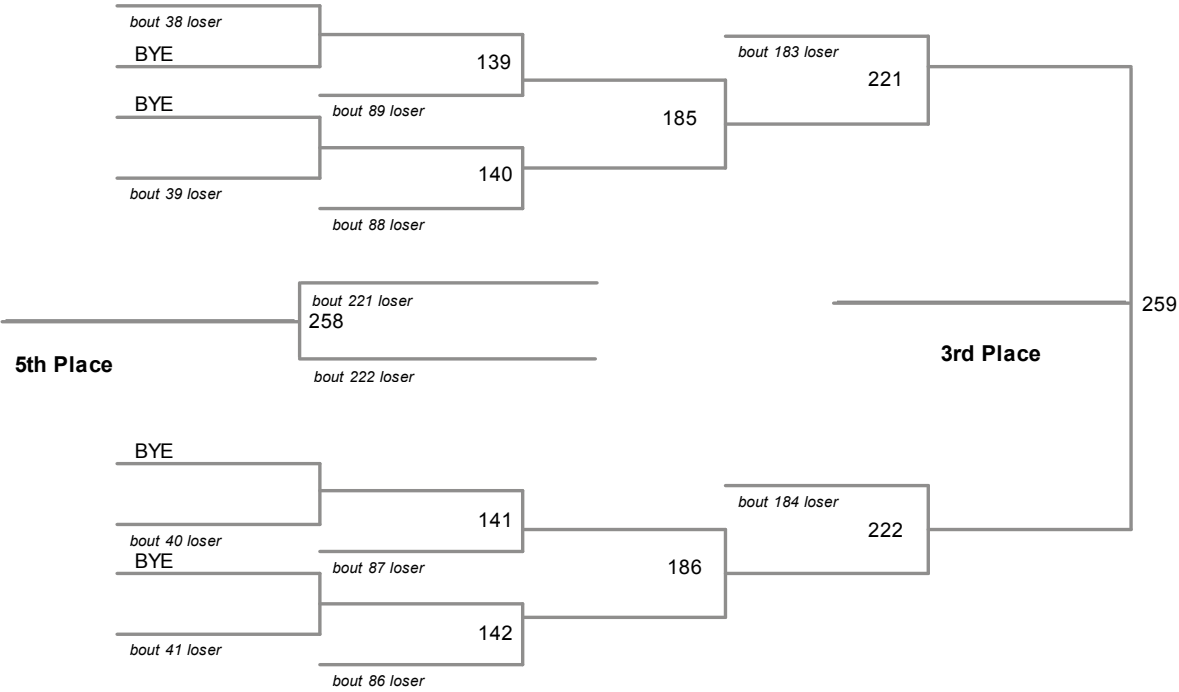 bout 38 loser
BYE
139
bout 183 loser
221
BYE
bout 89 loser
185
140
bout 39 loser
bout 88 loser
bout 221 loser
258
259
5th Place
3rd Place
bout 222 loser
BYE
141
bout 184 loser
222
bout 40 loser
BYE
bout 87 loser
186
142
bout 41 loser
bout 86 loser